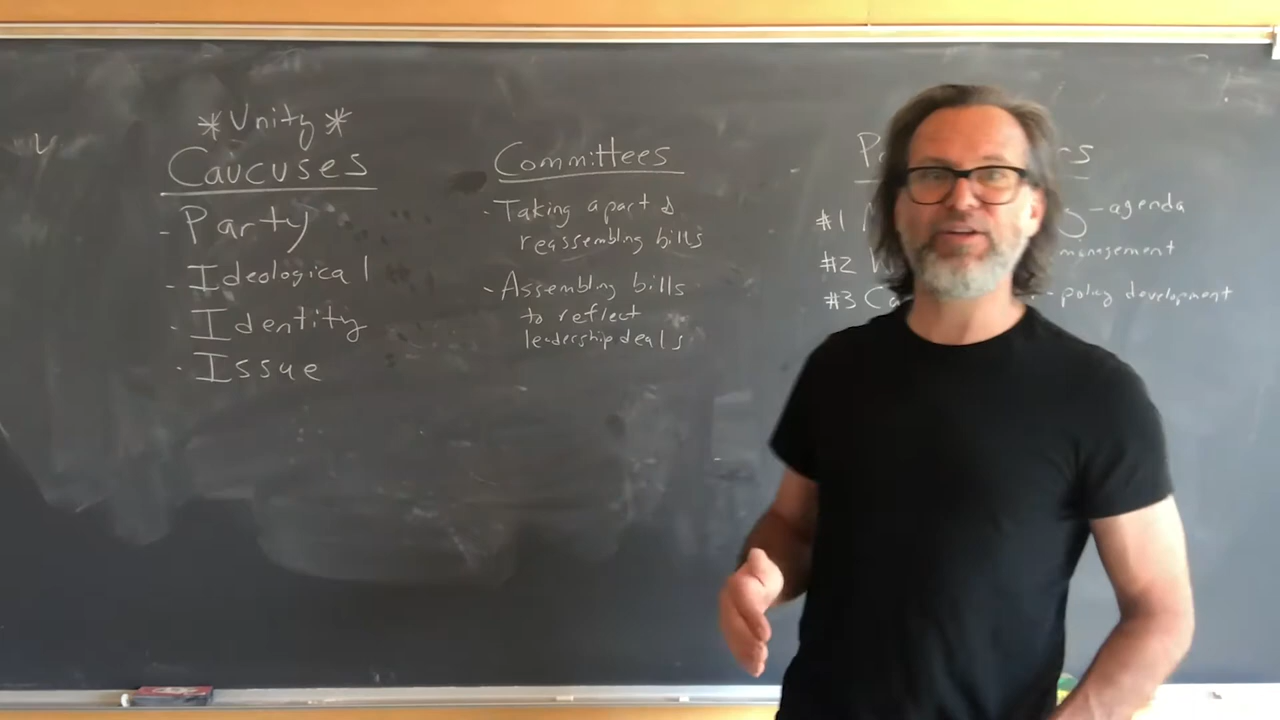 *Unity*
Caucuses
- Party
- Ideological
- Identity
- Issue
Committees
- Taking apart &
reassembling bills
- Assembling bills
to reflect
leadership deals
#1 - agenda
#2 management
#3 - policy development